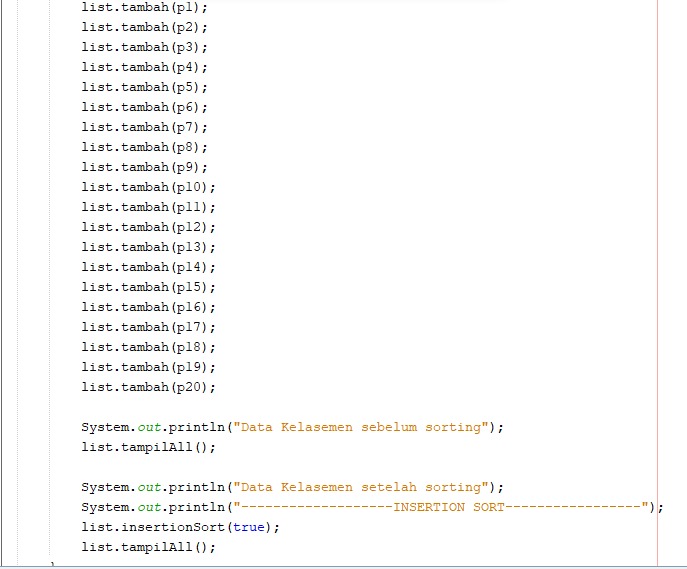 list.tambah(p1);
list.tambah(p2);
list.tambah(p3);
list.tambah(p4);
list.tambah(p5);
list.tambah(p6);
list.tambah(p7);
list.tambah(p8);
list.tambah(p9);
list.tambah(p10);
list.tambah(p11);
list.tambah(p12);
list.tambah(p13);
list.tambah(p14);
list.tambah(p15);
list.tambah(p16);
list.tambah(p17);
list.tambah(p18);
list.tambah(p19);
list.tambah(p20);
System.out.println("Data Kelasemen sebelum sorting");
list.tampilAll();
System.out.println("Data Kelasemen setelah sorting");
System.out.println("-------------------INSERTION SORT-----------------");
list.insertionSort(true);
list.tampilAll();